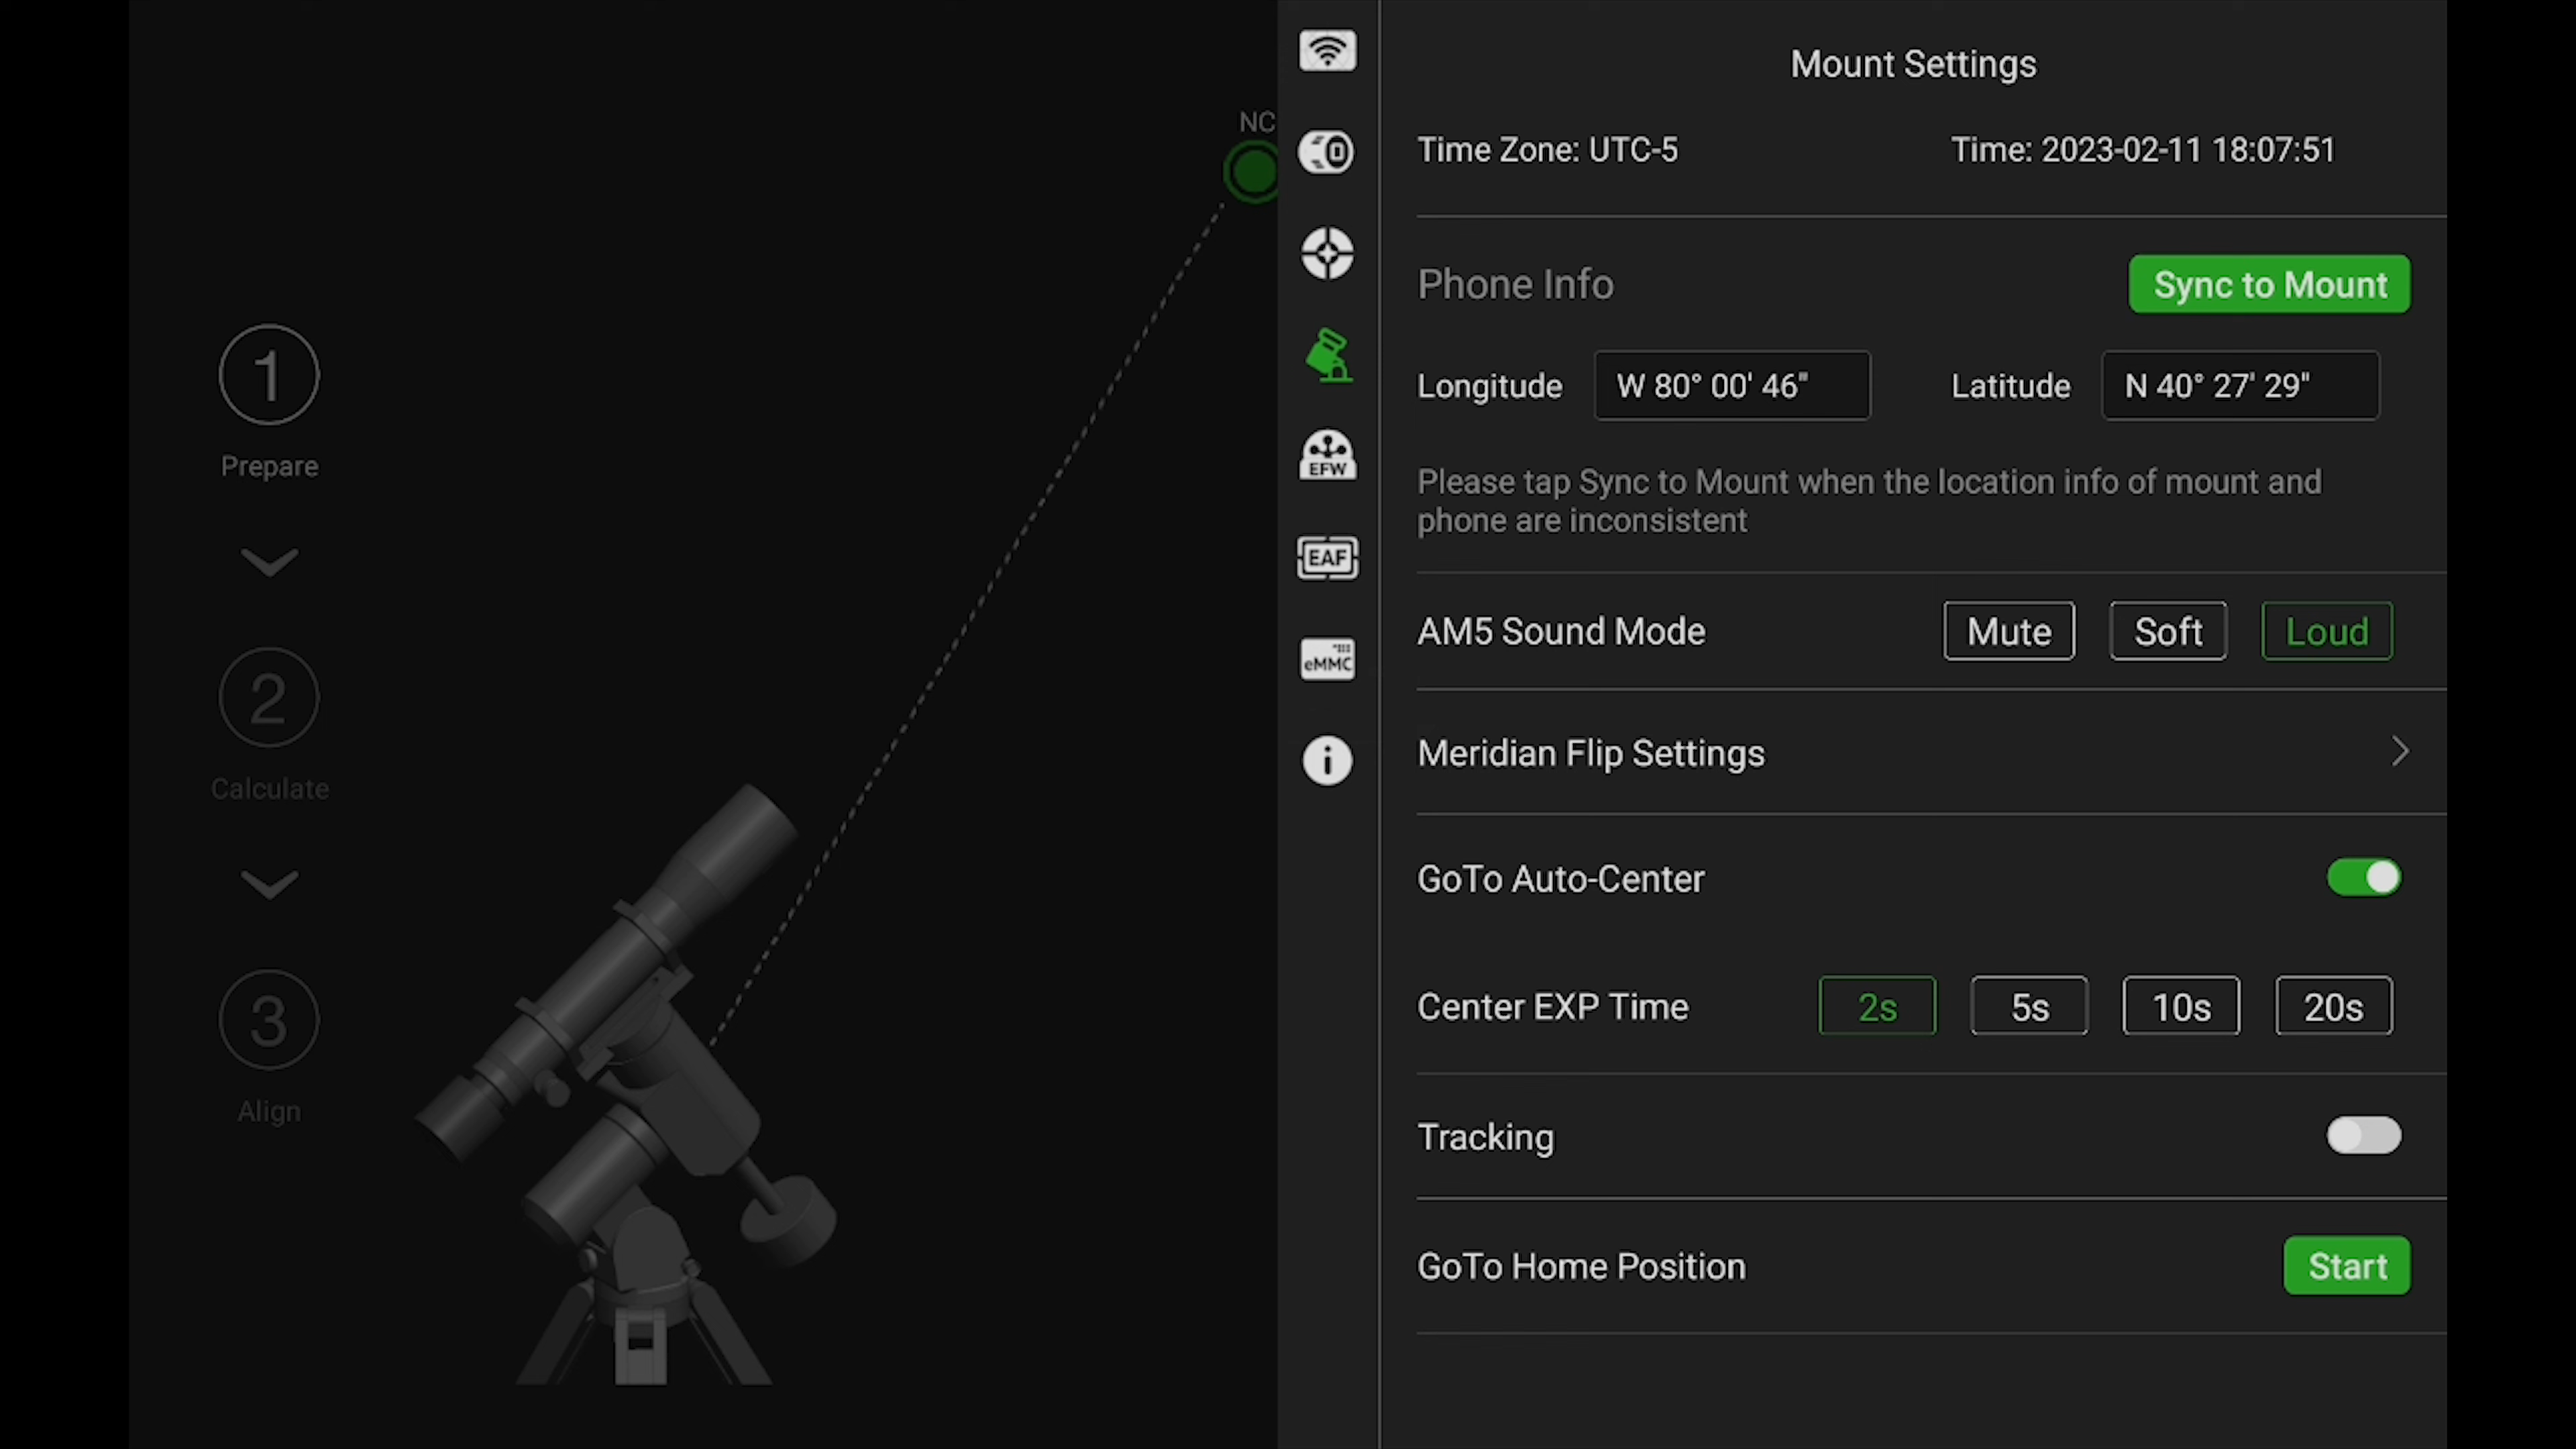 1
Prepare
2
Calculate
3
Align
NC
EFW
EAF
eMMC
i
Mount Settings
Time Zone: UTC-5 Time: 2023-02-11 18:07:51
Phone Info Sync to Mount
Longitude W 80° 00' 46" Latitude N 40° 27' 29"
Please tap Sync to Mount when the location info of mount and
phone are inconsistent
AM5 Sound Mode Mute Soft Loud
Meridian Flip Settings
GoTo Auto-Center
Center EXP Time 2s 5s 10s 20s
Tracking
GoTo Home Position Start